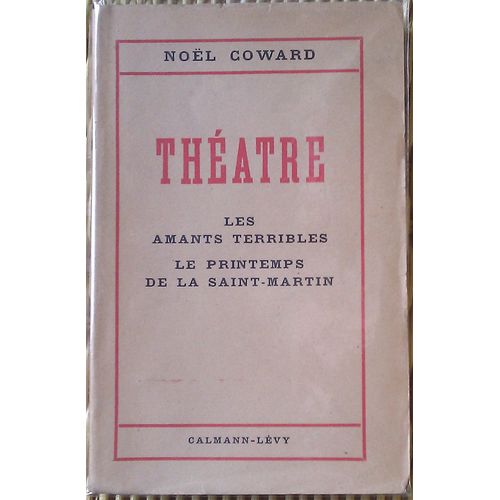 NOËL COWARD
THÉATRE
LES
AMANTS TERRIBLES
LE PRINTEMPS
DE LA SAINT-MARTIN
CALMANN-LÉVY